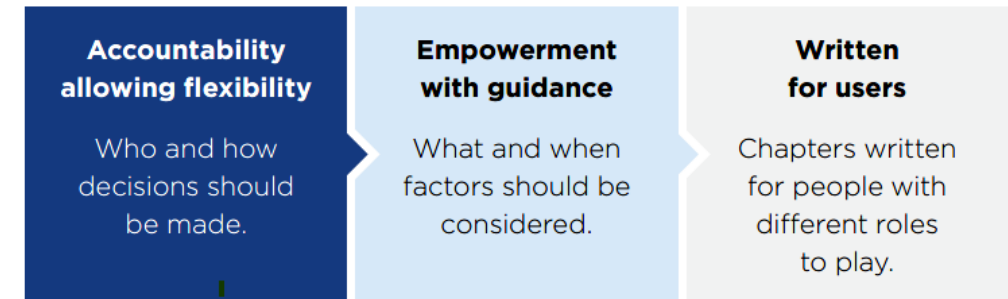 Accountability
allowing flexibility
Who and how
decisions should
be made.
Empowerment
with guidance
What and when
factors should be
considered.
Written
for users
Chapters written
for people with
different roles
to play.